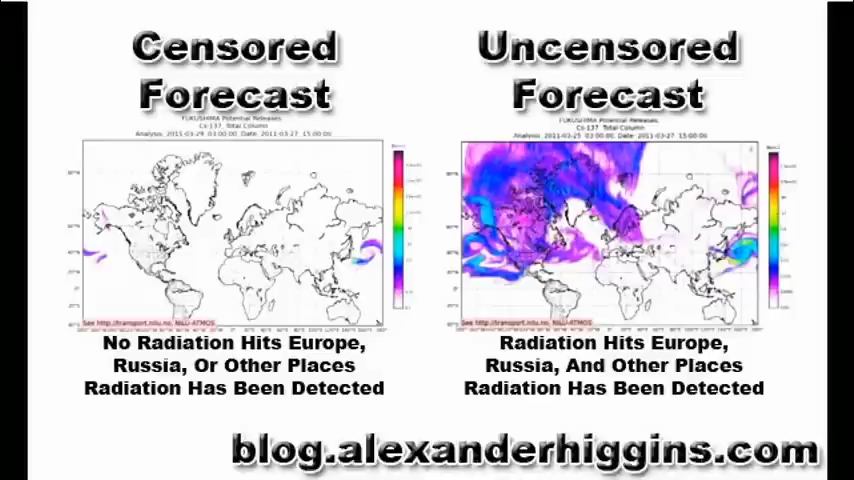 Censored
Forecast
FUKUSHIMA Potential Releases
Cs-137, Total Column
No Radiation Hits Europe,
Russia, Or Other Places
Radiation Has Been Detected
See http://transport.nilu.no, NILU-ATMOS
Uncensored
Forecast
FUKUSHIMA Potential Releases
Cs-137, Total Column
See http://transport.nilu.no, NILU-ATMOS
Radiation Hits Europe,
Russia, And Other Places
Radiation Has Been Detected
blog.alexanderhiggins.com